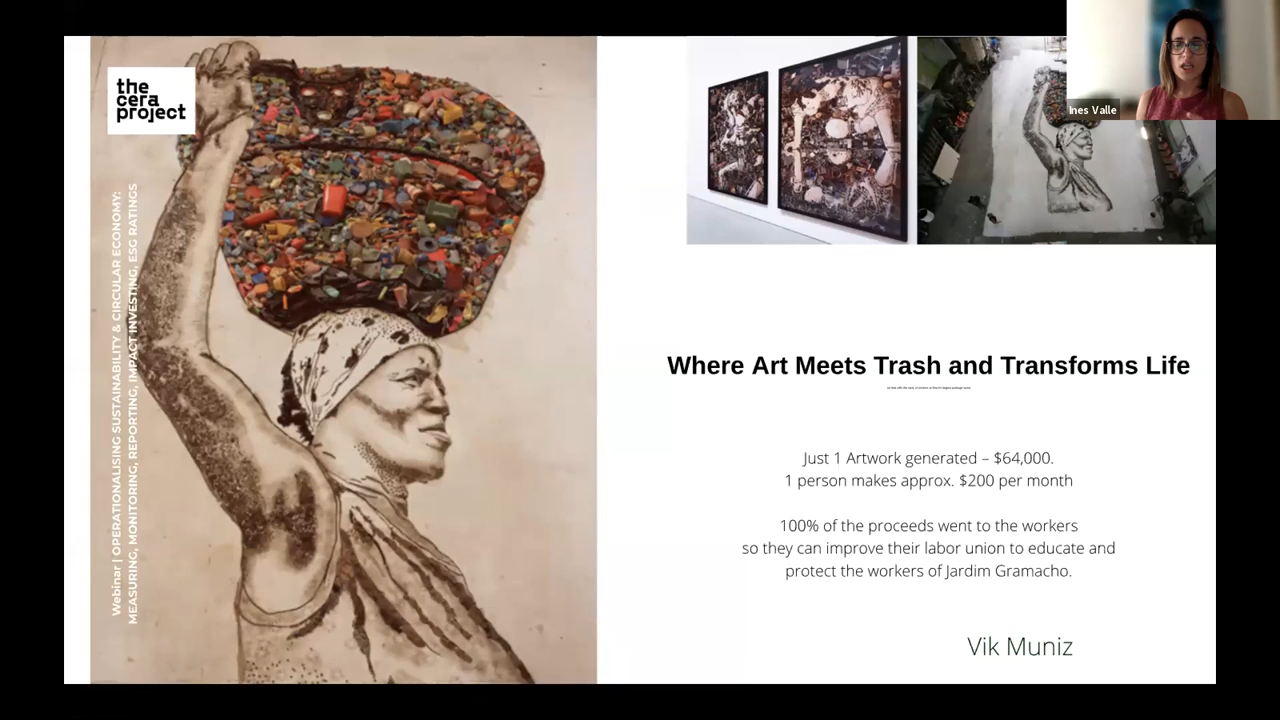 the
cera
project
Webinar | OPERATIONALISING SUSTAINABILITY & CIRCULAR ECONOMY:
MEASURING, MONITORING, REPORTING, IMPACT INVESTING, ESG RATINGS
Ines Valle
Where Art Meets Trash and Transforms Life
Just 1 Artwork generated – $64,000.
1 person makes approx. $200 per month
100% of the proceeds went to the workers
so they can improve their labor union to educate and
protect the workers of Jardim Gramacho.
Vik Muniz